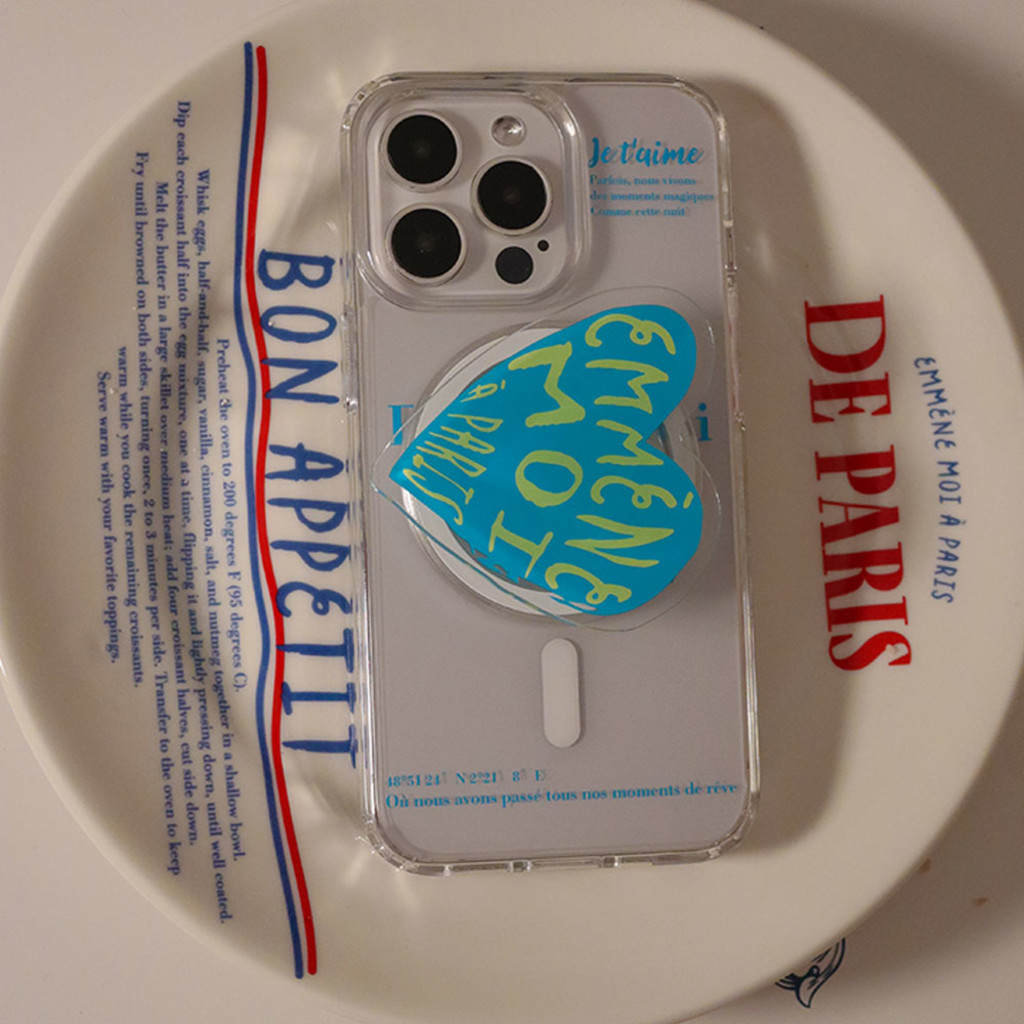 Preheat the oven to 200 degrees F (95 degrees C).
Whisk eggs, half-and-half, sugar, vanilla, cinnamon, salt, and nutmeg together in a shallow bowl.
Dip each croissant half into the egg mixture, one at a time, flipping it and lightly pressing down, until well coated.
Melt the butter in a large skillet over medium heat; add four croissant halves, cut side down.
Fry until browned on both sides, turning once, 2 to 3 minutes per side. Transfer to the oven to keep
warm while you cook the remaining croissants.
Serve warm with your favorite toppings.
BON APPETIIT
Je t'aime
Parfois, nous vivons
des moments magiques
Comme cette nuit
EMMÈNE
MOI
À PARIS
48°51'24" N 2°21' 8" E
Où nous avons passé tous nos moments de rêve
DE PARIS
EMMÈNE MOI À PARIS